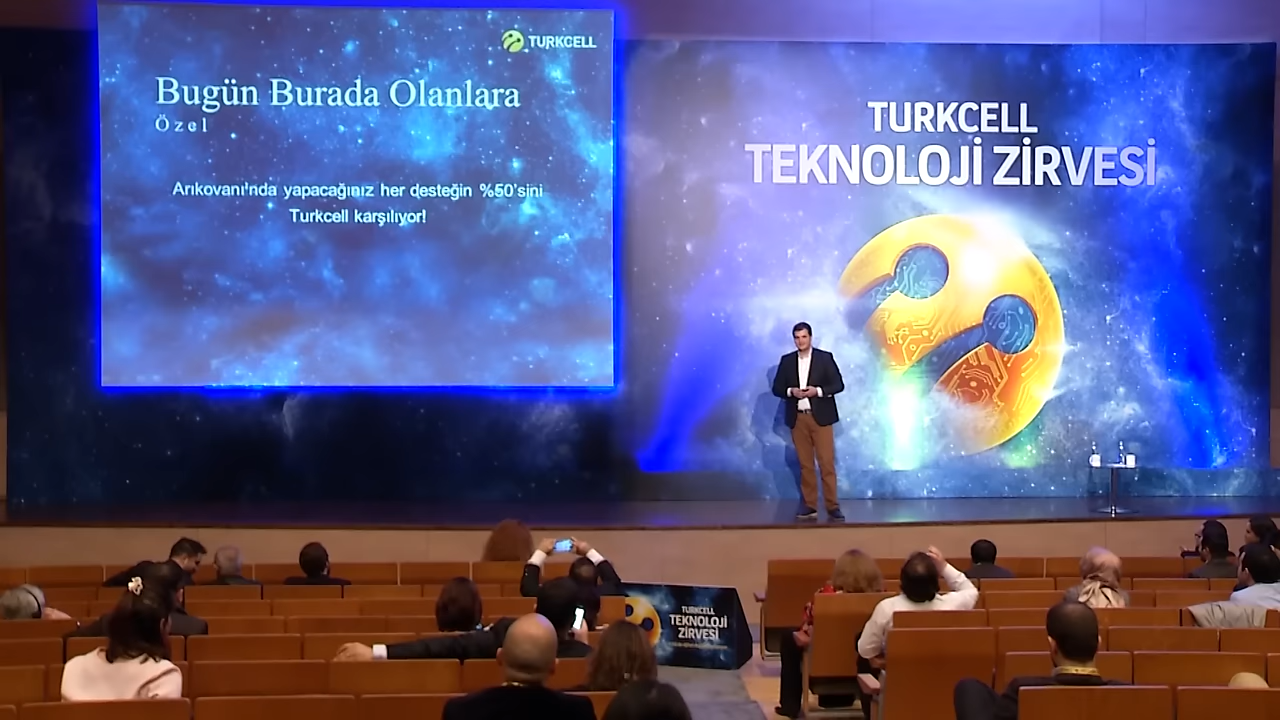 TURKCELL
Bugün Burada Olanlara
Özel
Arıkovanı'nda yapacağınız her desteğin %50'sini
Turkcell karşılıyor!
TURKCELL
TEKNOLOJİ ZİRVESİ
TURKCELL
TEKNOLOJİ
ZİRVESİ